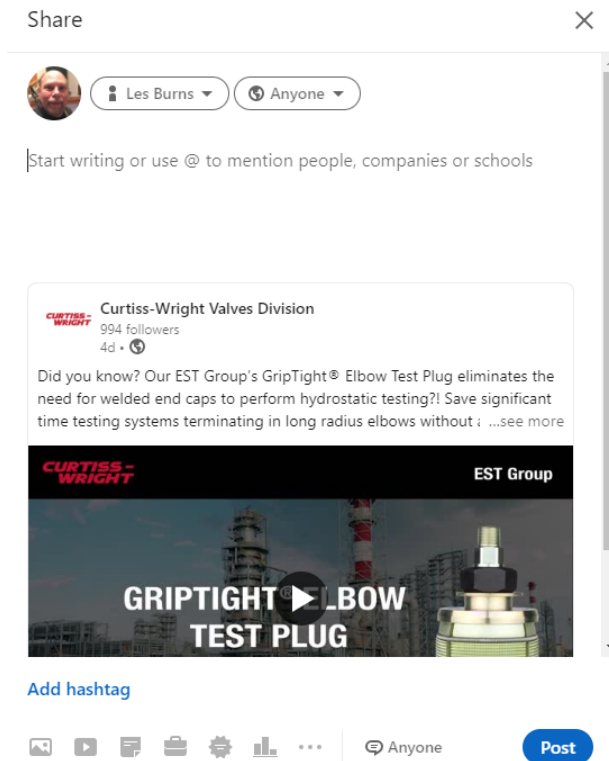 Share
Les Burns
Anyone
Start writing or use @ to mention people, companies or schools
CURTISS-
WRIGHT
Curtiss-Wright Valves Division
994 followers
4d •
Did you know? Our EST Group's GripTight® Elbow Test Plug eliminates the
need for welded end caps to perform hydrostatic testing?! Save significant
time testing systems terminating in long radius elbows without ...see more
CURTISS-
WRIGHT
EST Group
GRIPTIGHT® ELBOW
TEST PLUG
Add hashtag
Anyone
Post